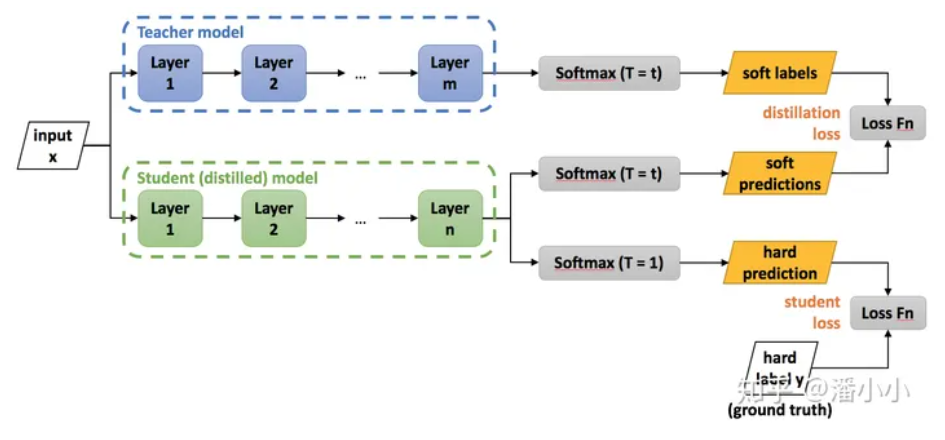 Teacher model
Layer
1
Layer
2
...
Layer
m
Softmax (T = t)
soft labels
input
x
distillation
loss
Loss Fn
Student (distilled) model
Layer
1
Layer
2
...
Layer
n
Softmax (T = t)
soft
predictions
Softmax (T = 1)
hard
prediction
student
loss
Loss Fn
hard
label y
(ground truth)
知乎 @潘小小